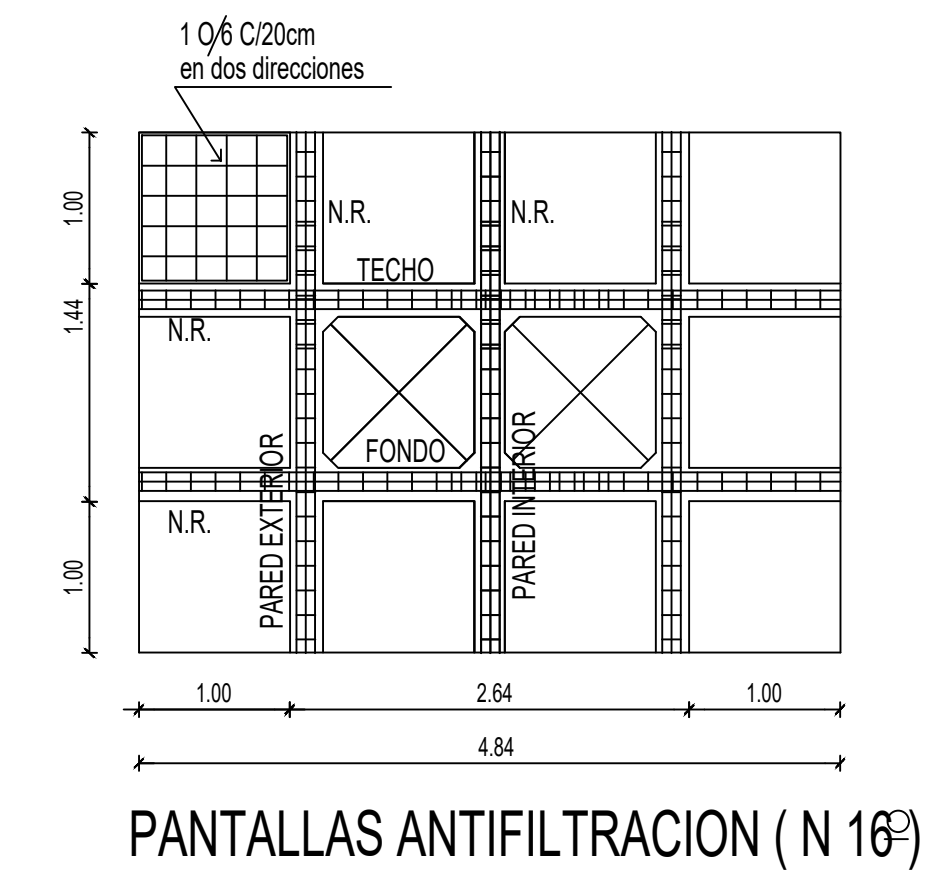 1 O/6 C/20cm
en dos direcciones
1.00
N.R.
N.R.
TECHO
1.44
N.R.
FONDO
PARED EXTERIOR
PARED INTERIOR
N.R.
1.00
1.00
2.64
1.00
4.84
PANTALLAS ANTIFILTRACION ( N 16 )